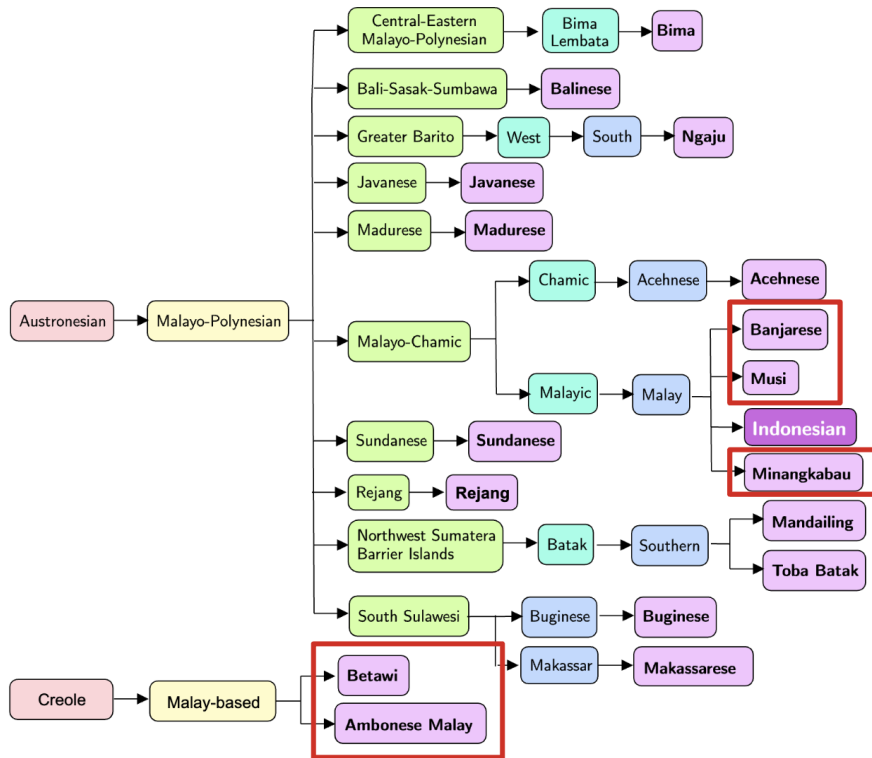 Central-Eastern
Malayo-Polynesian
Bima
Lembata
Bima
Bali-Sasak-Sumbawa
Balinese
Greater Barito
West
South
Ngaju
Javanese
Javanese
Madurese
Madurese
Chamic
Acehnese
Acehnese
Austronesian
Malayo-Polynesian
Malayo-Chamic
Banjarese
Musi
Malayic
Malay
Indonesian
Minangkabau
Sundanese
Sundanese
Rejang
Rejang
Northwest Sumatera
Barrier Islands
Batak
Southern
Mandailing
Toba Batak
South Sulawesi
Buginese
Buginese
Makassar
Makassarese
Creole
Malay-based
Betawi
Ambonese Malay